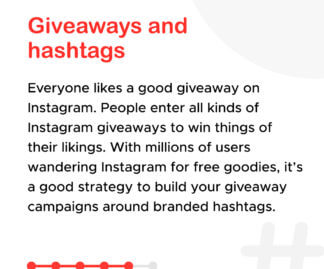 Giveaways and
hashtags
Everyone likes a good giveaway on
Instagram. People enter all kinds of
Instagram giveaways to win things of
their likings. With millions of users
wandering Instagram for free goodies, it's
a good strategy to build your giveaway
campaigns around branded hashtags.